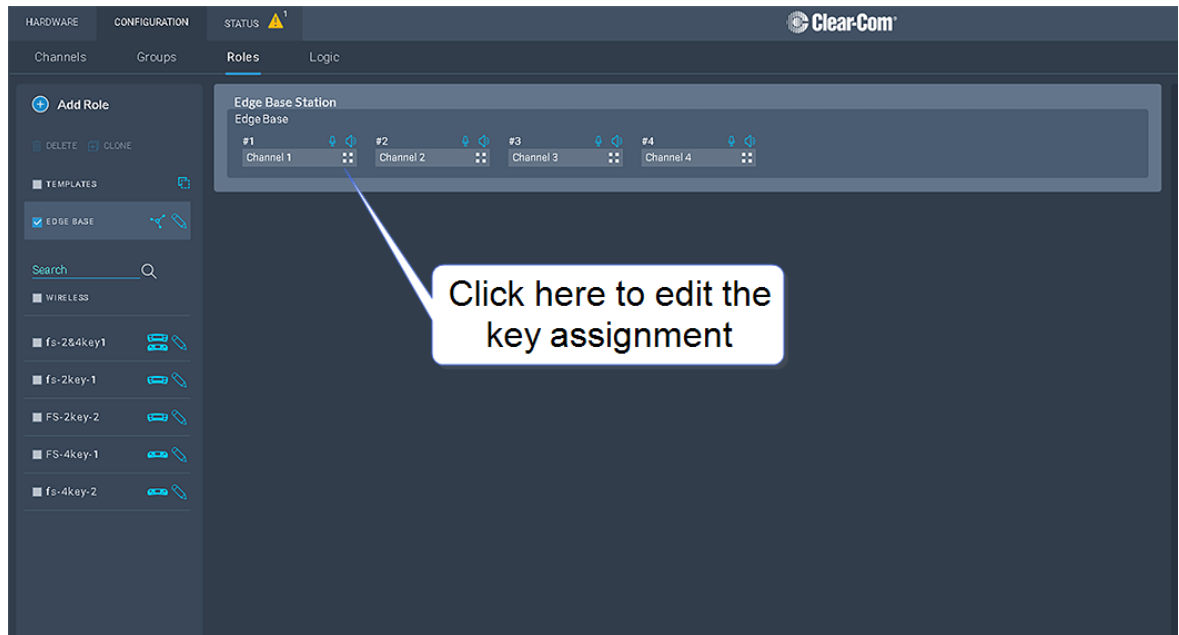 HARDWARE CONFIGURATION STATUS 1 Clear-Com
Channels Groups Roles Logic
Add Role
DELETE CLONE
TEMPLATES
EDGE BASE
Search
WIRELESS
fs-2&4key1
fs-2key-1
FS-2key-2
FS-4key-1
fs-4key-2
Edge Base Station
Edge Base
#1 #2 #3 #4
Channel 1 Channel 2 Channel 3 Channel 4
Click here to edit the
key assignment